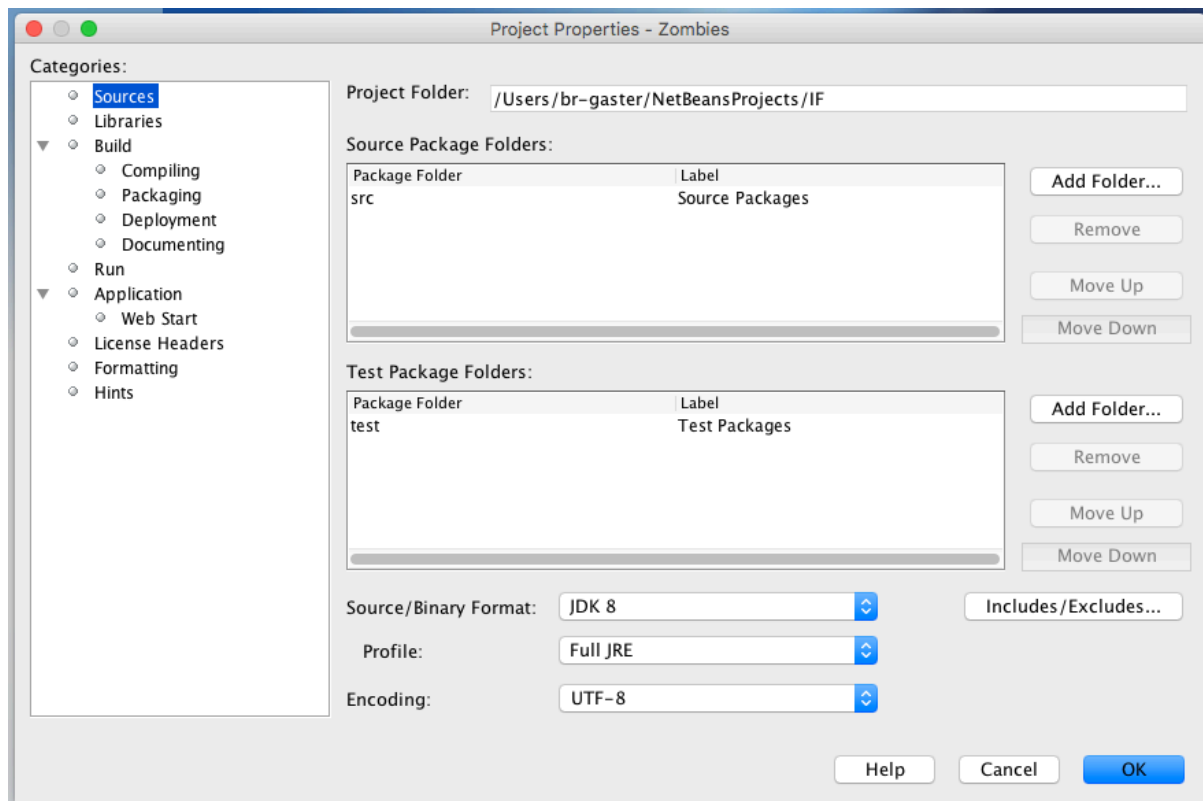 Project Properties - Zombies
Categories:
Sources
Libraries
Build
Compiling
Packaging
Deployment
Documenting
Run
Application
Web Start
License Headers
Formatting
Hints
Project Folder: /Users/br-gaster/NetBeansProjects/IF
Source Package Folders:
Package Folder Label
src Source Packages
Add Folder...
Remove
Move Up
Move Down
Test Package Folders:
Package Folder Label
test Test Packages
Add Folder...
Remove
Move Up
Move Down
Source/Binary Format: JDK 8 Includes/Excludes...
Profile: Full JRE
Encoding: UTF-8
Help Cancel OK